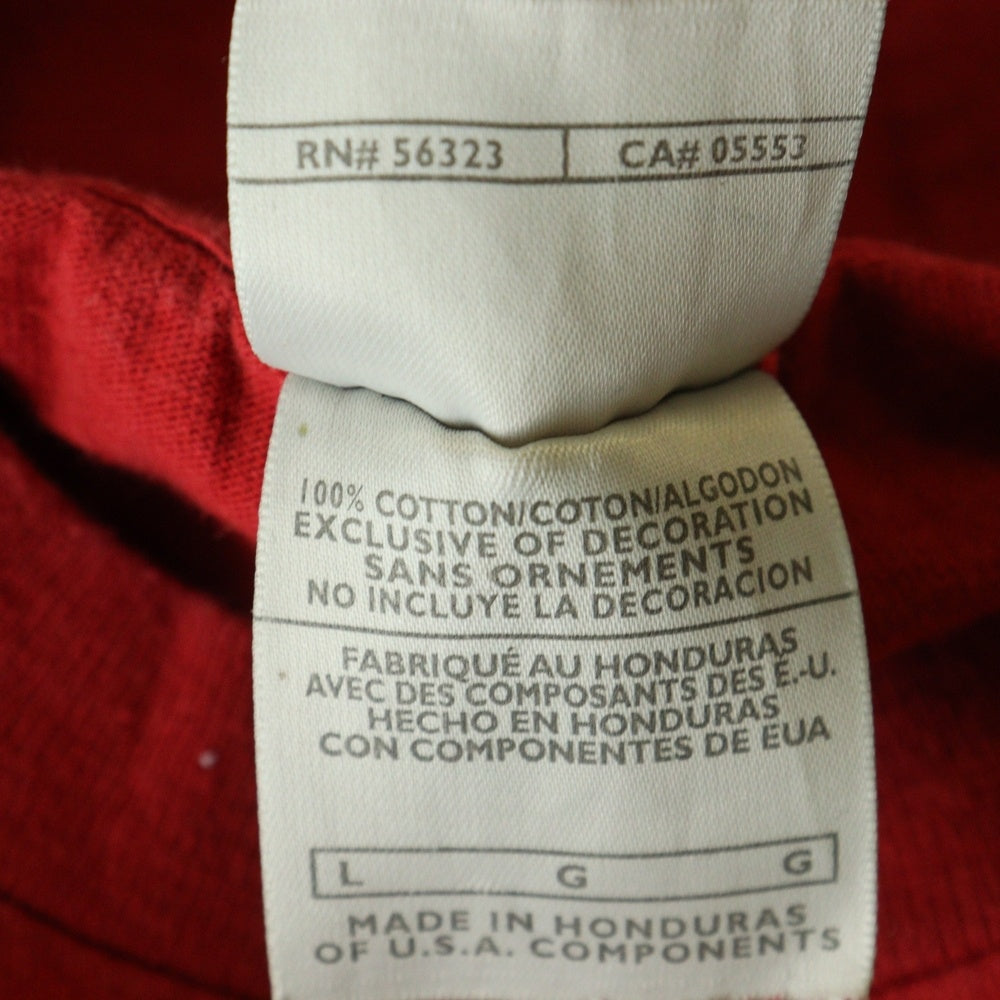 RN# 56323 CA# 05553
100% COTTON/COTON/ALGODON
EXCLUSIVE OF DECORATION
SANS ORNEMENTS
NO INCLUYE LA DECORACION
FABRIQUÉ AU HONDURAS
AVEC DES COMPOSANTS DES É.-U.
HECHO EN HONDURAS
CON COMPONENTES DE EUA
L G G
MADE IN HONDURAS
OF U.S.A. COMPONENTS